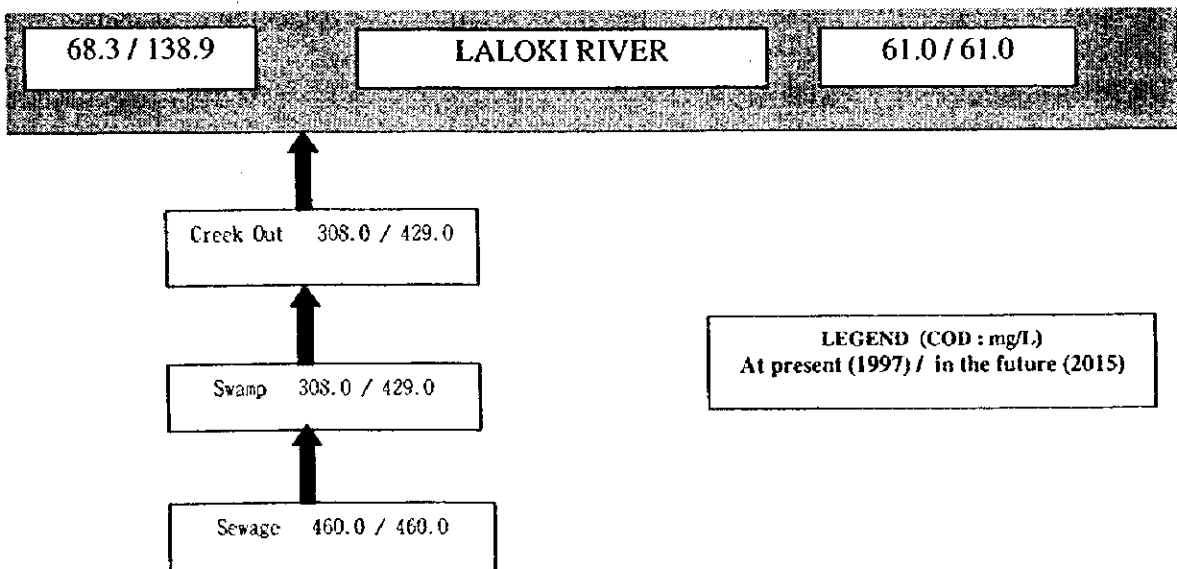 68.3 / 138.9
LALOKI RIVER
61.0 / 61.0
Creek Out 308.0 / 429.0
Swamp 308.0 / 429.0
LEGEND (COD : mg/L)
At present (1997) / in the future (2015)
Sewage 460.0 / 460.0